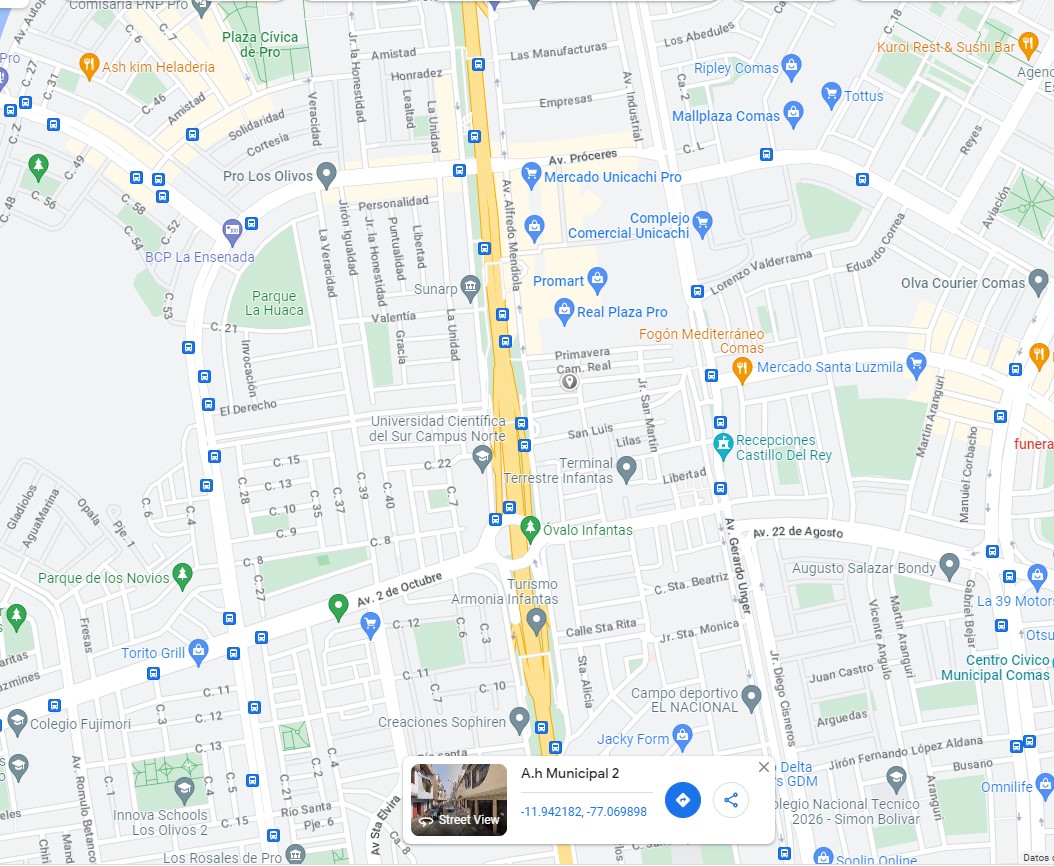 Comisaria PNP Pro
Av. Autop
C. 6
C. 7
Plaza Cívica
de Pro
Jr. la Honestidad
Amistad
Las Manufacturas
Los Abedules
C. 18
Kuroi Rest & Sushi Bar
Pro
Ash kim Heladeria
C. 27
C. 31
Honradez
Ripley Comas
Av. Industrial
Ca. 2
Tottus
C. 46
Amistad
Veracidad
Lealtad
La Unidad
Empresas
Mallplaza Comas
C. Z
Solidaridad
Cortesia
Reyes
C. 49
Av. Próceres
C. L
Pro Los Olivos
Mercado Unicachi Pro
C. 56
C. 48
C. 58
C. 54
C. 52
Personalidad
Av. Alfredo Mendiola
Aviación
Complejo
Comercial Unicachi
La Veracidad
Jirón Igualdad
Jr. la Honestidad
Puntualidad
Libertad
Eduardo Correa
BCP La Ensenada
Lorenzo Valderrama
C. 53
Sunarp
Promart
Olva Courier Comas
Parque
La Huaca
Valentía
Real Plaza Pro
C. 21
Invocación
Gracia
La Unidad
Fogón Mediterráneo
Comas
Primavera
Cam. Real
Mercado Santa Luzmila
El Derecho
Jr. San Martín
Martín Aranguri
Universidad Científica
del Sur Campus Norte
San Luis
Lilas
Recepciones
Castillo Del Rey
funera
C. 15
C. 22
Terminal
Terrestre Infantas
Libertad
Manuel Corbacho
C. 13
C. 28
C. 35
C. 37
C. 39
C. 40
C. 7
Gladiolos
AguaMarina
Opala
Pje. 1
C. 6
C. 4
C. 10
C. 9
Óvalo Infantas
Av. 22 de Agosto
C. 8
C. 8
Av. Gerardo Unger
Augusto Salazar Bondy
Parque de los Novios
C. 27
Av. 2 de Octubre
Turismo
Armonia Infantas
C. Sta. Beatriz
La 39 Motor
Fresas
C. 12
C. 6
C. 3
Calle Sta Rita
Jr. Sta. Monica
Vicente Angulo
Martin Aranguri
Gabriel Bejar
Otsu
Torito Grill
Centro Civico
Municipal Comas
C. 11
C. 7
C. 10
Sta. Alicia
Juan Castro
Jr. Diego Cisneros
C. 11
Campo deportivo
EL NACIONAL
C. 12
Colegio Fujimori
Creaciones Sophiren
Arguedas
Jacky Form
C. 13
C. 4
Jirón Fernando López Aldana
Busano
A.h Municipal 2
-11.942182, -77.069898
Street View
Delta
rs GDM
Av. Romulo Betanco
C. 5
C. 21
Rio Santa
Pje. 6
Av Sta Elvira
Ca. 8
Innova Schools
Los Olivos 2
C. 15
olegio Nacional Tecnico
2026 - Simon Bolivar
Aranguri
Omnilife
Los Rosales de Pro
Soplin Online
Datos